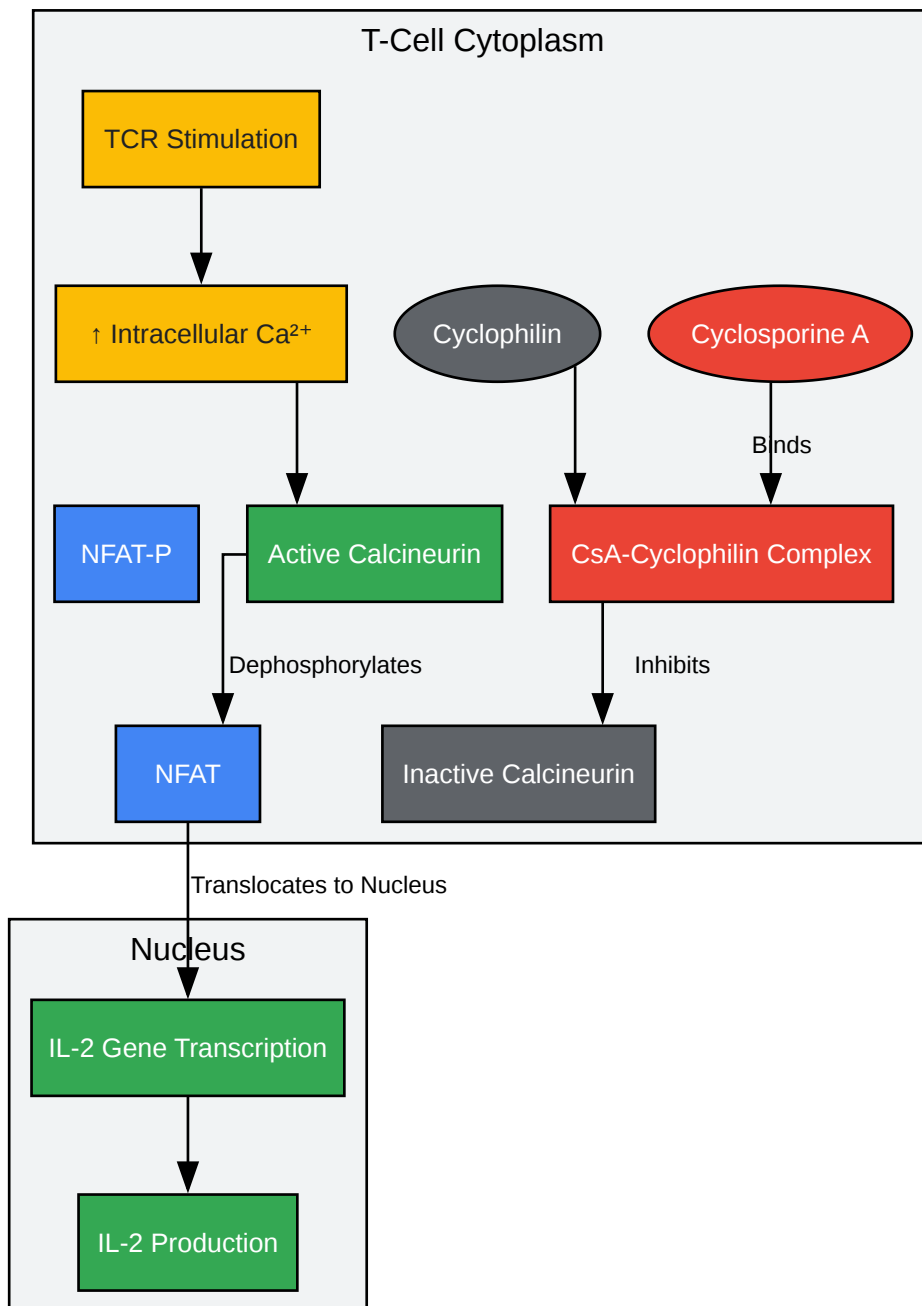 T-Cell Cytoplasm
TCR Stimulation
↑ Intracellular Ca²⁺
Cyclophilin
Cyclosporine A
Binds
NFAT-P
Active Calcineurin
CsA-Cyclophilin Complex
Dephosphorylates
Inhibits
NFAT
Inactive Calcineurin
Translocates to Nucleus
Nucleus
IL-2 Gene Transcription
IL-2 Production